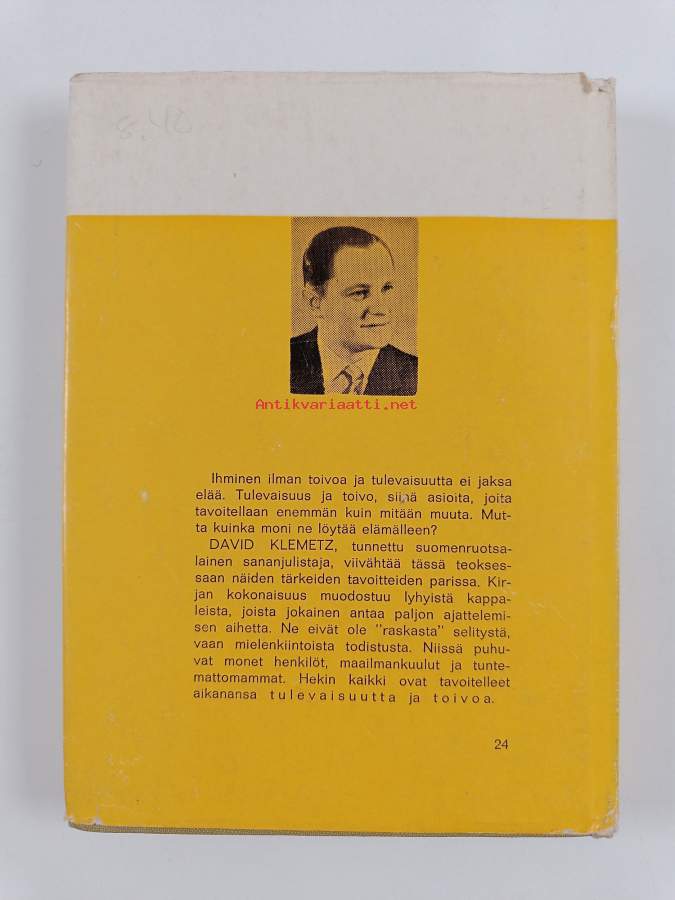 8.40
Antikvariaatti.net
Ihminen ilman toivoa ja tulevaisuutta ei jaksa
elää. Tulevaisuus ja toivo, siinä asioita, joita
tavoitellaan enemmän kuin mitään muuta. Mut-
ta kuinka moni ne löytää elämälleen?
DAVID KLEMETZ, tunnettu suomenruotsa-
lainen sananjulistaja, viivähtää tässä teokses-
saan näiden tärkeiden tavoitteiden parissa. Kir-
jan kokonaisuus muodostuu lyhyistä kappa-
leista, joista jokainen antaa paljon ajattelemi-
sen aihetta. Ne eivät ole "raskasta" selitystä,
vaan mielenkiintoista todistusta. Niissä puhu-
vat monet henkilöt, maailmankuulut ja tunte-
mattomammat. Hekin kaikki ovat tavoitelleet
aikanansa tulevaisuutta ja toivoa.
24